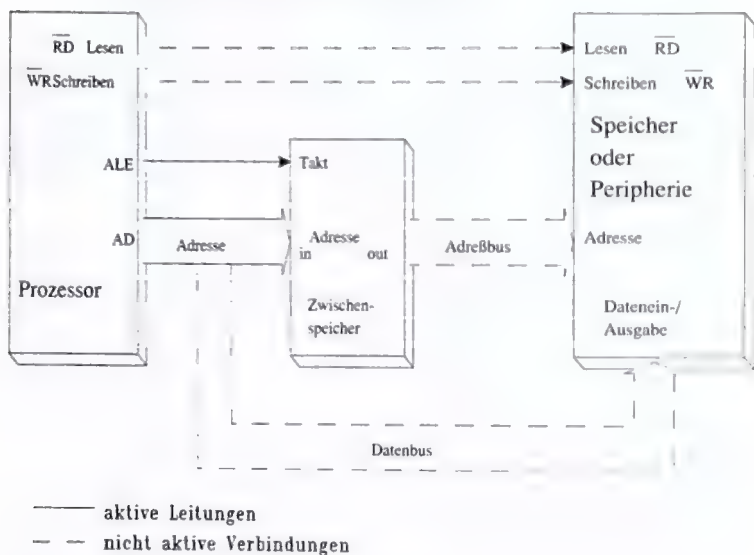 RD Lesen
WR Schreiben
ALE
AD
Adresse
Prozessor
Takt
Adresse
in out
Zwischen-
speicher
Adreßbus
Lesen RD
Schreiben WR
Speicher
oder
Peripherie
Adresse
Datenein-/
Ausgabe
Datenbus
aktive Leitungen
nicht aktive Verbindungen